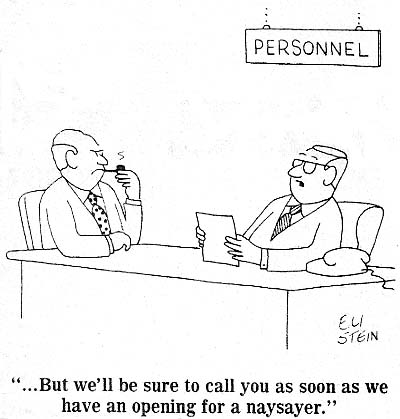 PERSONNEL
ELI
STEIN
“...But we’ll be sure to call you as soon as we
have an opening for a naysayer.”